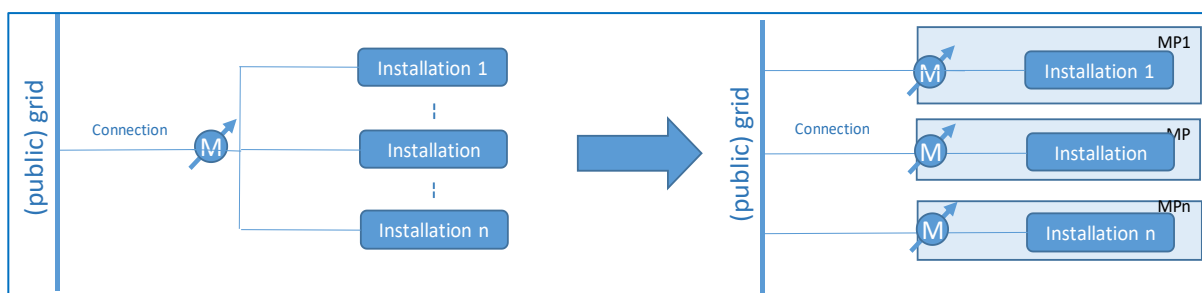 (public) grid
Connection
M
Installation 1
Installation
Installation n
(public) grid
Connection
MP1
M
Installation 1
MP
M
Installation
MPn
M
Installation n